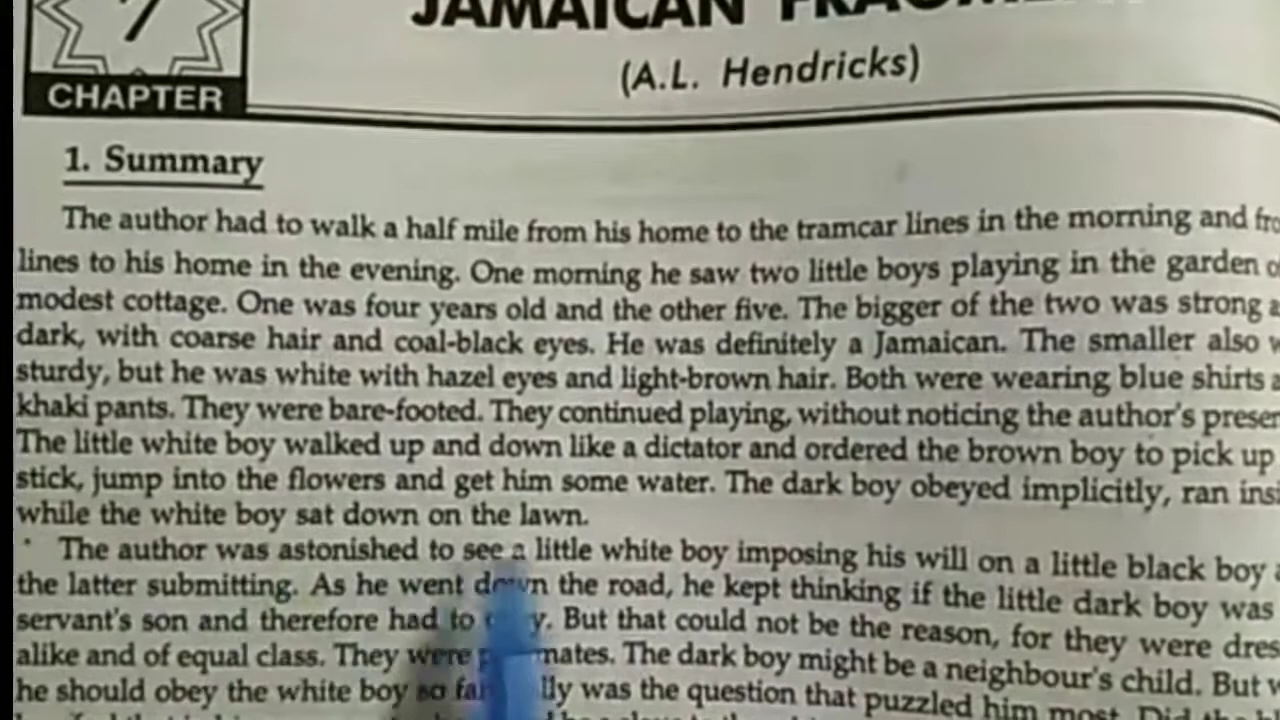 7
JAMAICAN FRAGMENT
CHAPTER
(A.L. Hendricks)
1. Summary
The author had to walk a half mile from his home to the tramcar lines in the morning and
lines to his home in the evening. One morning he saw two little boys playing in the garden
modest cottage. One was four years old and the other five. The bigger of the two was strong
dark, with coarse hair and coal-black eyes. He was definitely a Jamaican. The smaller also
sturdy, but he was white with hazel eyes and light-brown hair. Both were wearing blue shirts
khaki pants. They were bare-footed. They continued playing, without noticing the author's
The little white boy walked up and down like a dictator and ordered the brown boy to pick up
stick, jump into the flowers and get him some water. The dark boy obeyed implicitly, ran
while the white boy sat down on the lawn.
The author was astonished to see a little white boy imposing his will on a little black boy
the latter submitting. As he went down the road, he kept thinking if the little dark boy was
servant's son and therefore had to. But that could not be the reason, for they were
alike and of equal class. They were. The dark boy might be a neighbour's child. But
he should obey the white boy so was the question that puzzled him most. Did